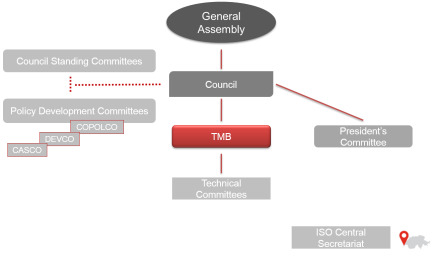 General
Assembly
Council Standing Committees
Council
Policy Development Committees
COPOLCO
DEVCO
CASCO
TMB
President's
Committee
Technical
Committees
ISO Central
Secretariat